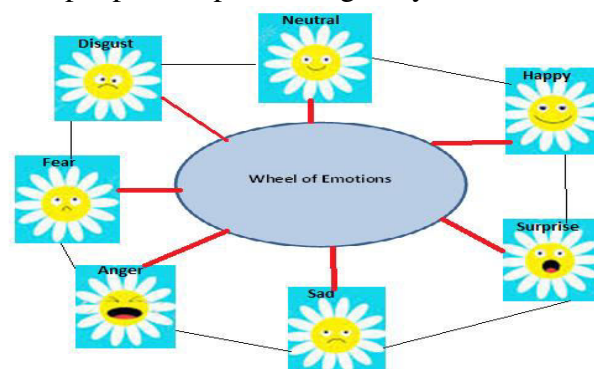 Neutral
Disgust
Happy
Fear
Wheel of Emotions
Surprise
Anger
Sad